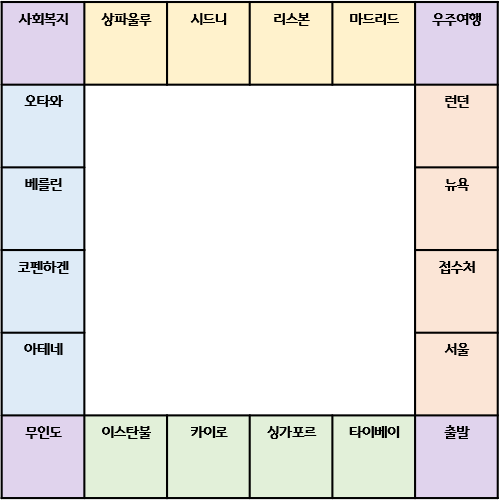 사회복지
상파울루
시드니
리스본
마드리드
우주여행
오타와
런던
베를린
뉴욕
코펜하겐
접수처
아테네
서울
무인도
이스탄불
카이로
싱가포르
타이베이
출발